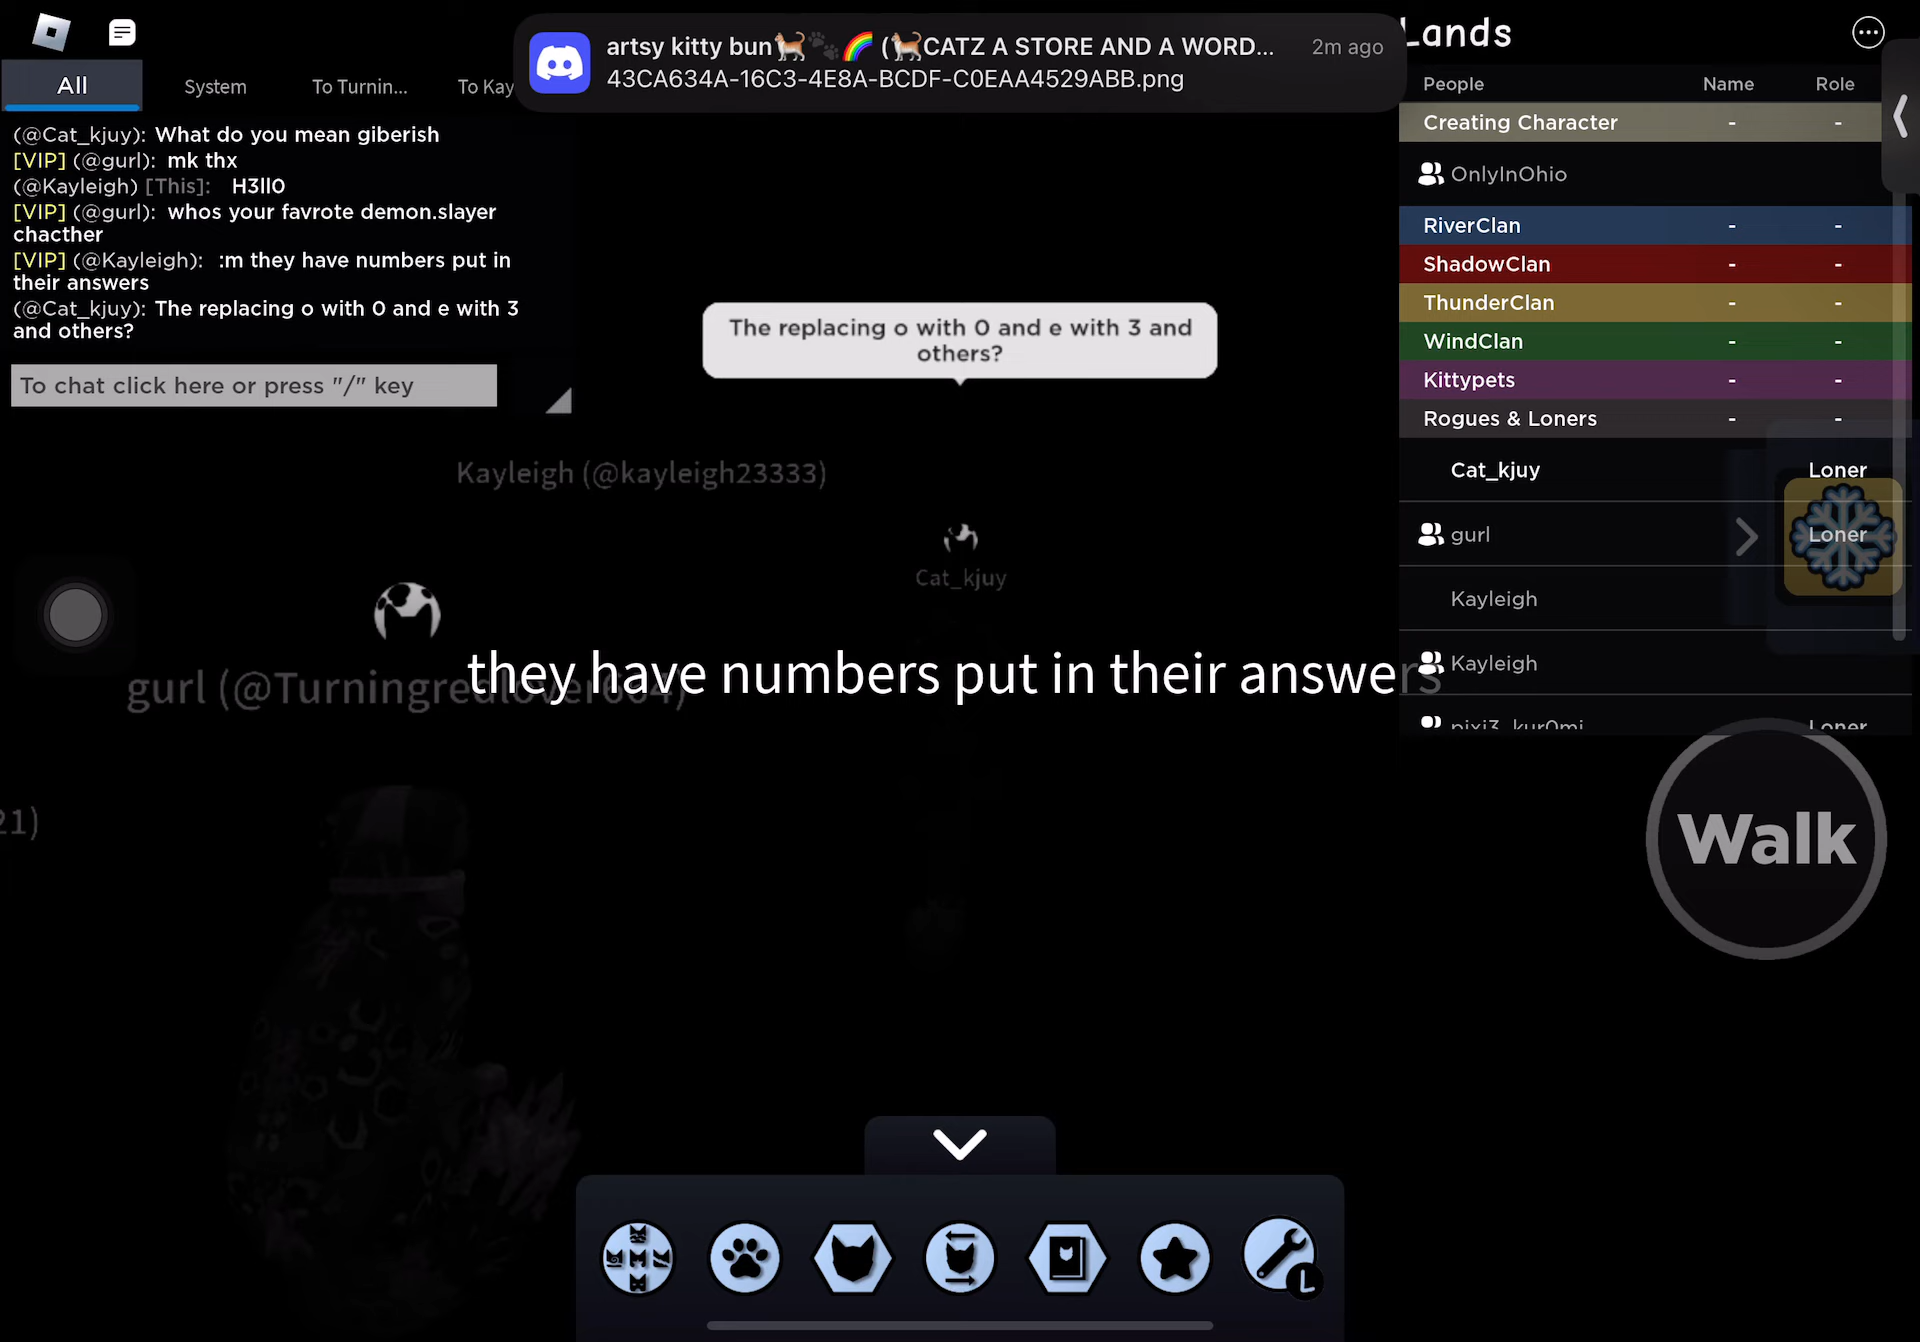 artsy kitty bun🐈🐾🌈 (🐈CATZ A STORE AND A WORD... 2m ago
43CA634A-16C3-4E8A-BCDF-C0EAA4529ABB.png
Lands
All System To Turnin... To Kay
(@Cat_kjuy): What do you mean giberish
[VIP] (@gurl): mk thx
(@Kayleigh) [This]: H3ll0
[VIP] (@gurl): whos your favrote demon.slayer
chacther
[VIP] (@Kayleigh): :m they have numbers put in
their answers
(@Cat_kjuy): The replacing o with 0 and e with 3
and others?
To chat click here or press "/" key
The replacing o with 0 and e with 3 and
others?
Kayleigh (@kayleigh23333)
Cat_kjuy
gurl (@Turningredlover604)
they have numbers put in their answers
21)
People Name Role
Creating Character - -
OnlyInOhio
RiverClan - -
ShadowClan - -
ThunderClan - -
WindClan - -
Kittypets - -
Rogues & Loners - -
Cat_kjuy Loner
gurl Loner
Kayleigh
Kayleigh
pixi3_kur0mi Loner
Walk
L